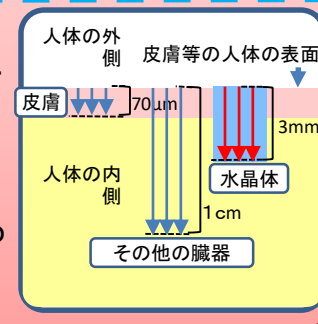 人体の外
側
皮膚等の人体の表面
皮膚
70μm
3mm
人体の内
側
水晶体
1cm
その他の臓器
の